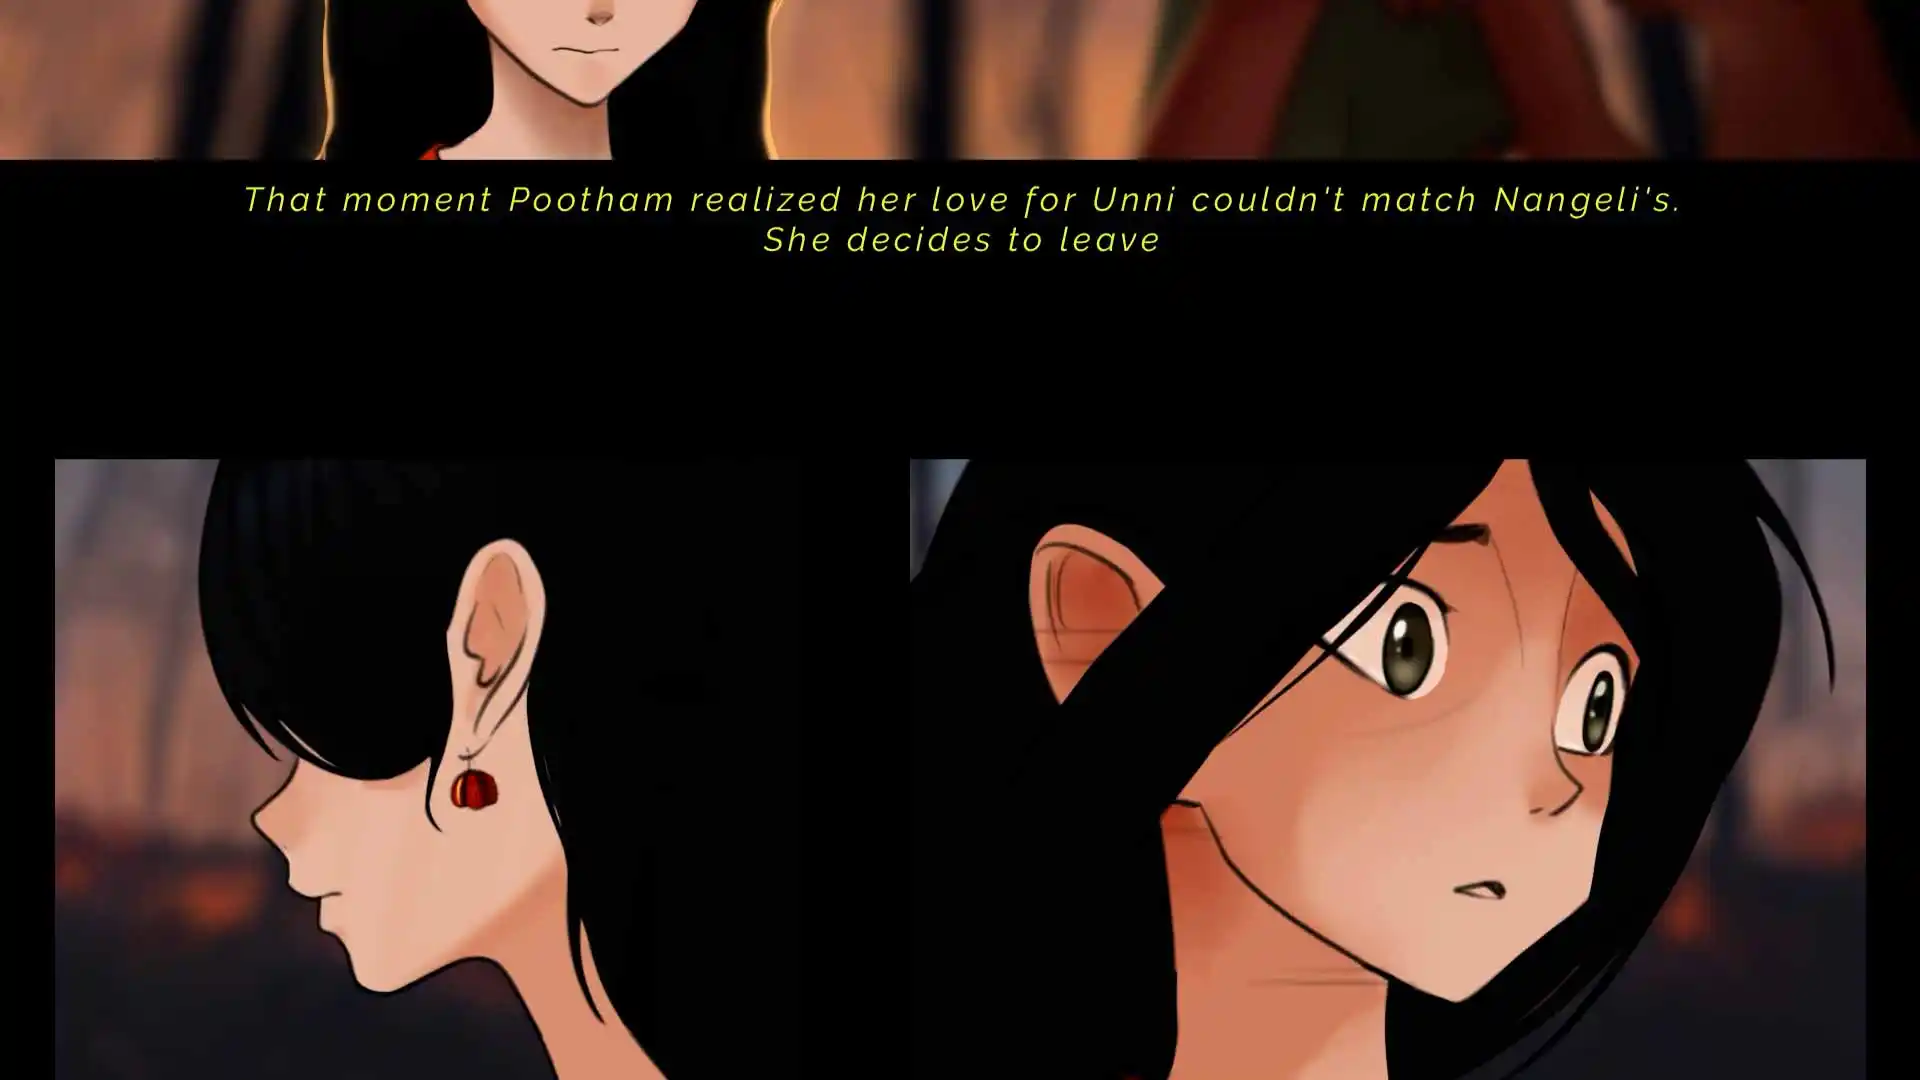 That moment Pootham realized her love for Unni couldn't match Nangeli's.
She decides to leave